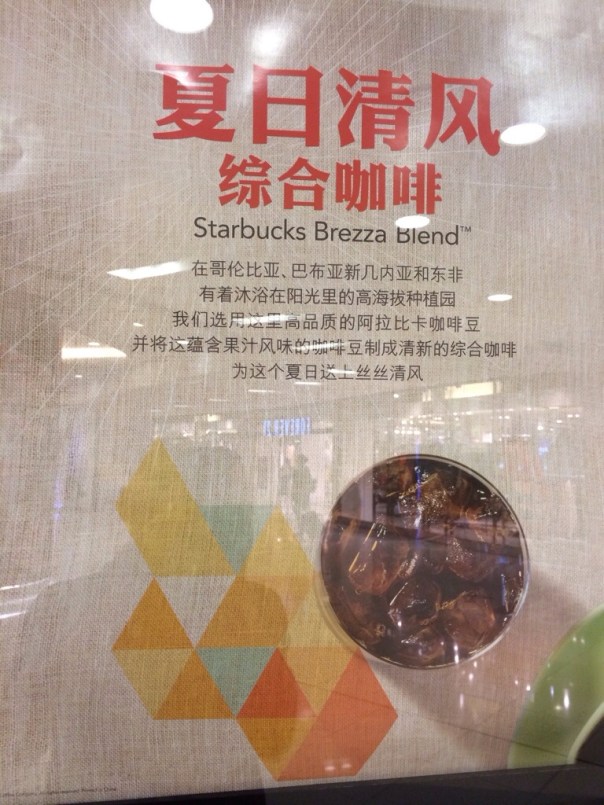 夏日清风
综合咖啡
Starbucks Brezza Blend™
在哥伦比亚、巴布亚新几内亚和东非
有着沐浴在阳光里的高海拔种植园
我们选用这里高品质的阿拉比卡咖啡豆
并将这蕴含果汁风味的咖啡豆制成清新的综合咖啡
为这个夏日送上丝丝清风